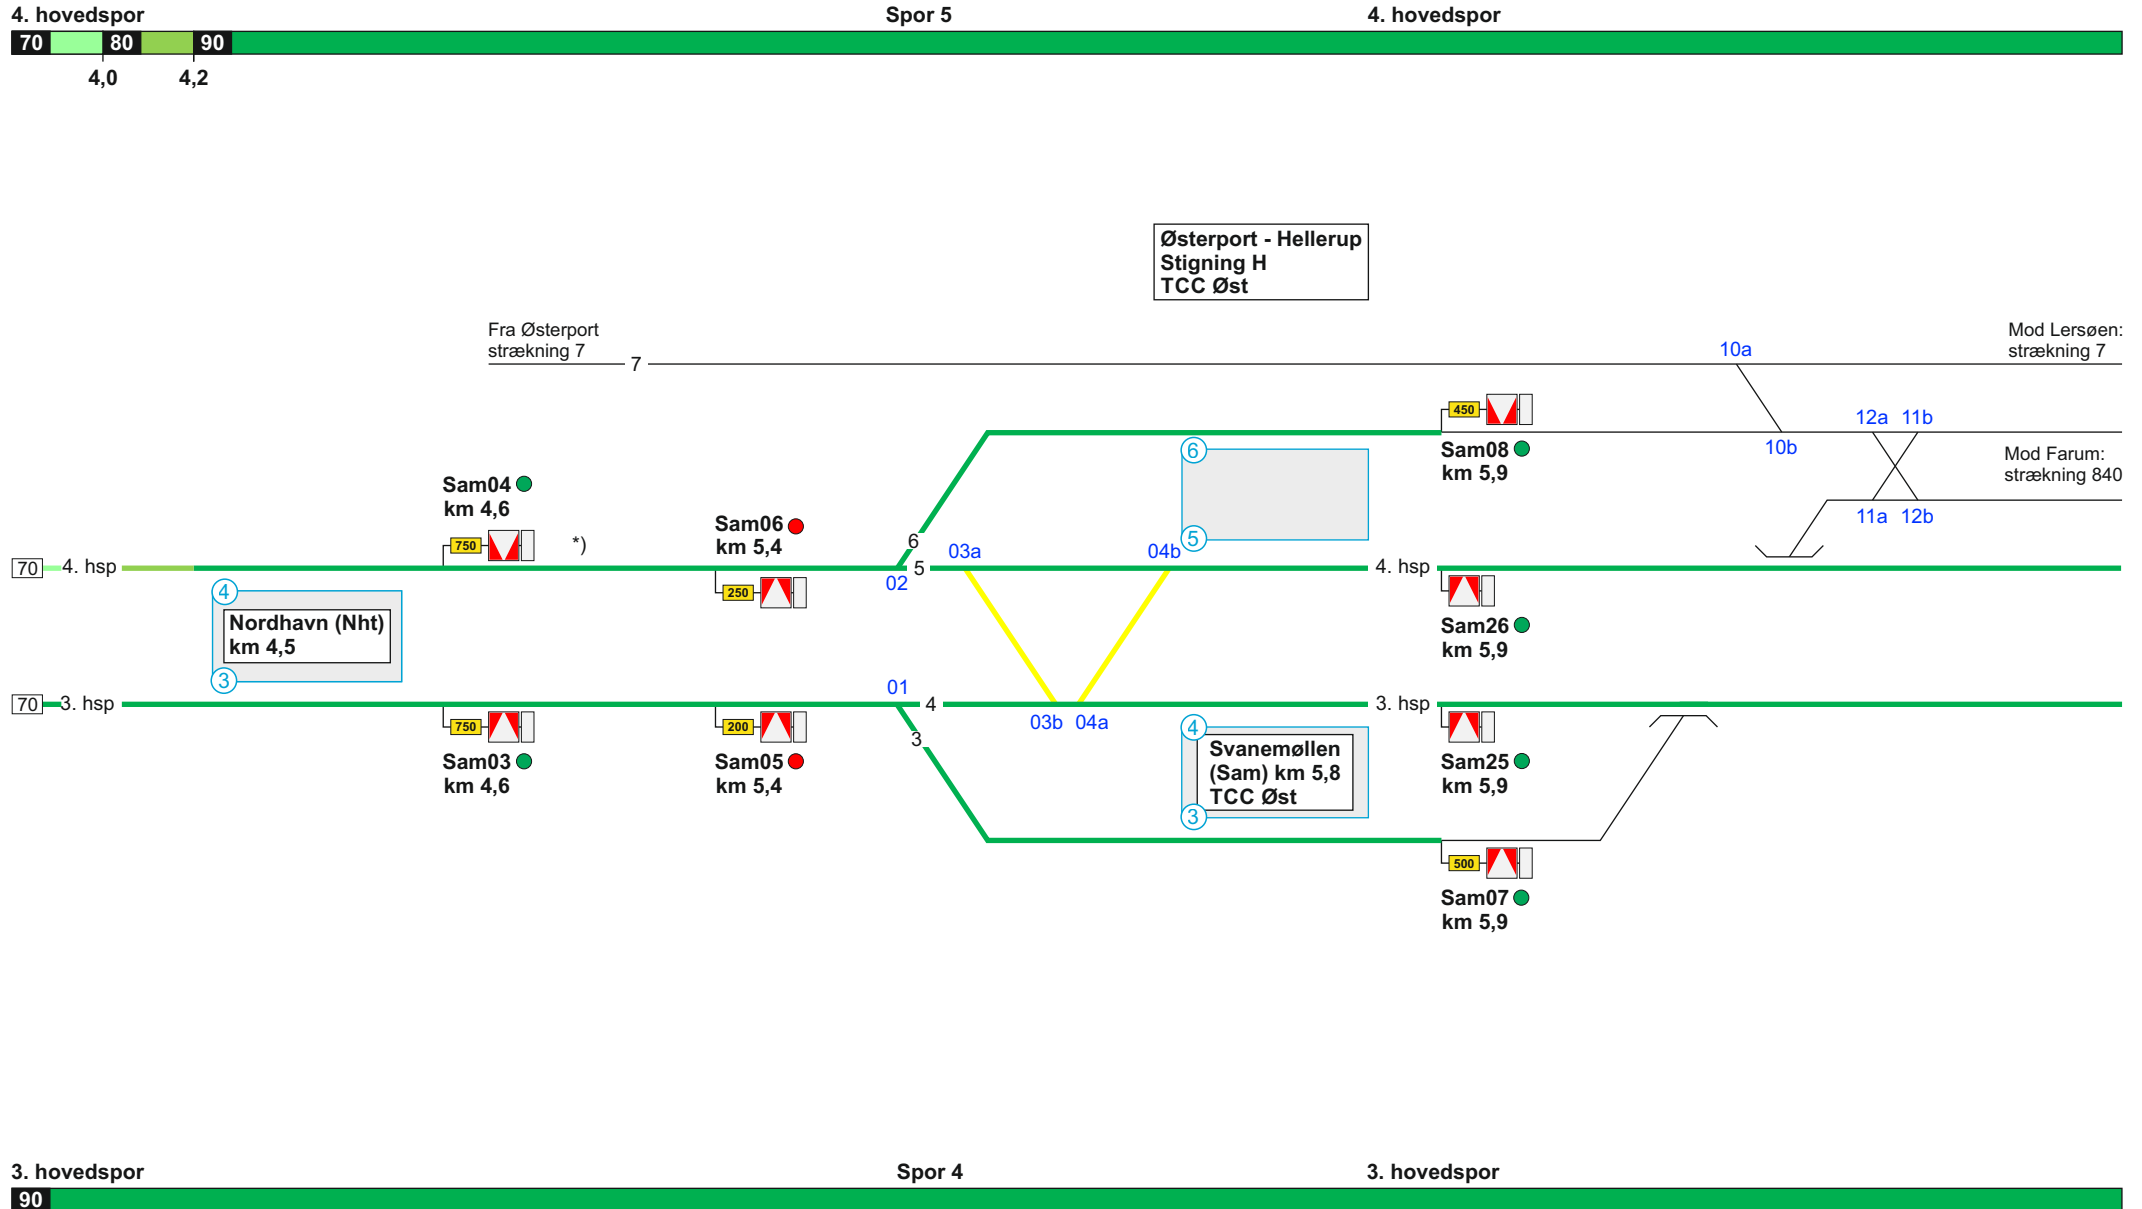 4. hovedspor Spor 5 4. hovedspor
70 80 90
4,0 4,2
Østerport - Hellerup
Stigning H
TCC Øst
Fra Østerport
strækning 7
7
10a
Mod Lersøen:
strækning 7
450
12a 11b
10b
Sam08
km 5,9
6
Mod Farum:
strækning 840
11a 12b
Sam04
km 4,6
750
*)
Sam06
km 5,4
6
03a
04b
5
70 4. hsp
02
5
4. hsp
250
4
Nordhavn (Nht)
km 4,5
3
Sam26
km 5,9
70 3. hsp
01
4
3. hsp
750
200
3
03b 04a
4
Svanemøllen
(Sam) km 5,8
TCC Øst
3
Sam03
km 4,6
Sam05
km 5,4
Sam25
km 5,9
500
Sam07
km 5,9
3. hovedspor Spor 4 3. hovedspor
90